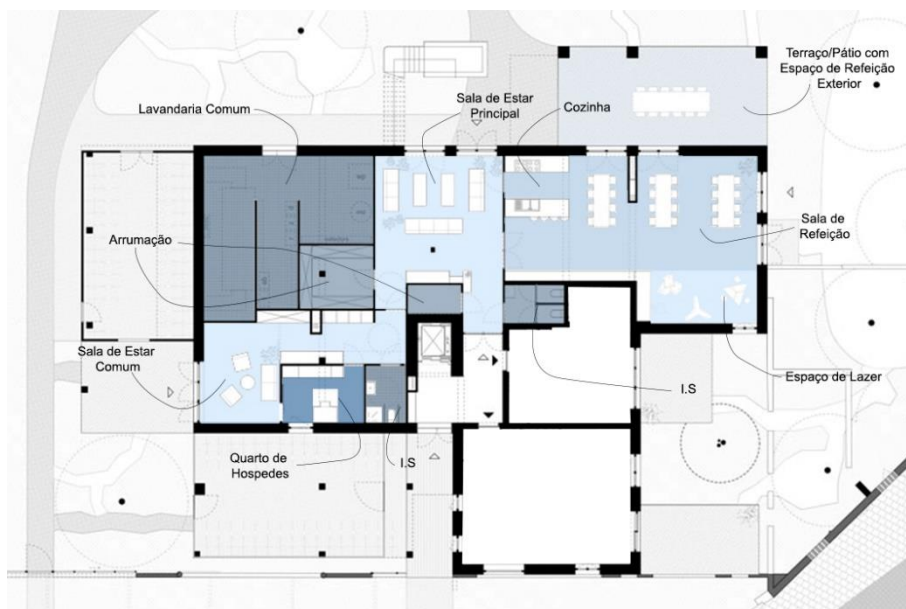 Terraço/Pátio com
Espaço de Refeição
Exterior
Sala de Estar
Principal
Cozinha
Lavandaria Comum
Arrumação
Sala de
Refeição
Sala de Estar
Comum
Espaço de Lazer
I.S
Quarto de
Hospedes
I.S